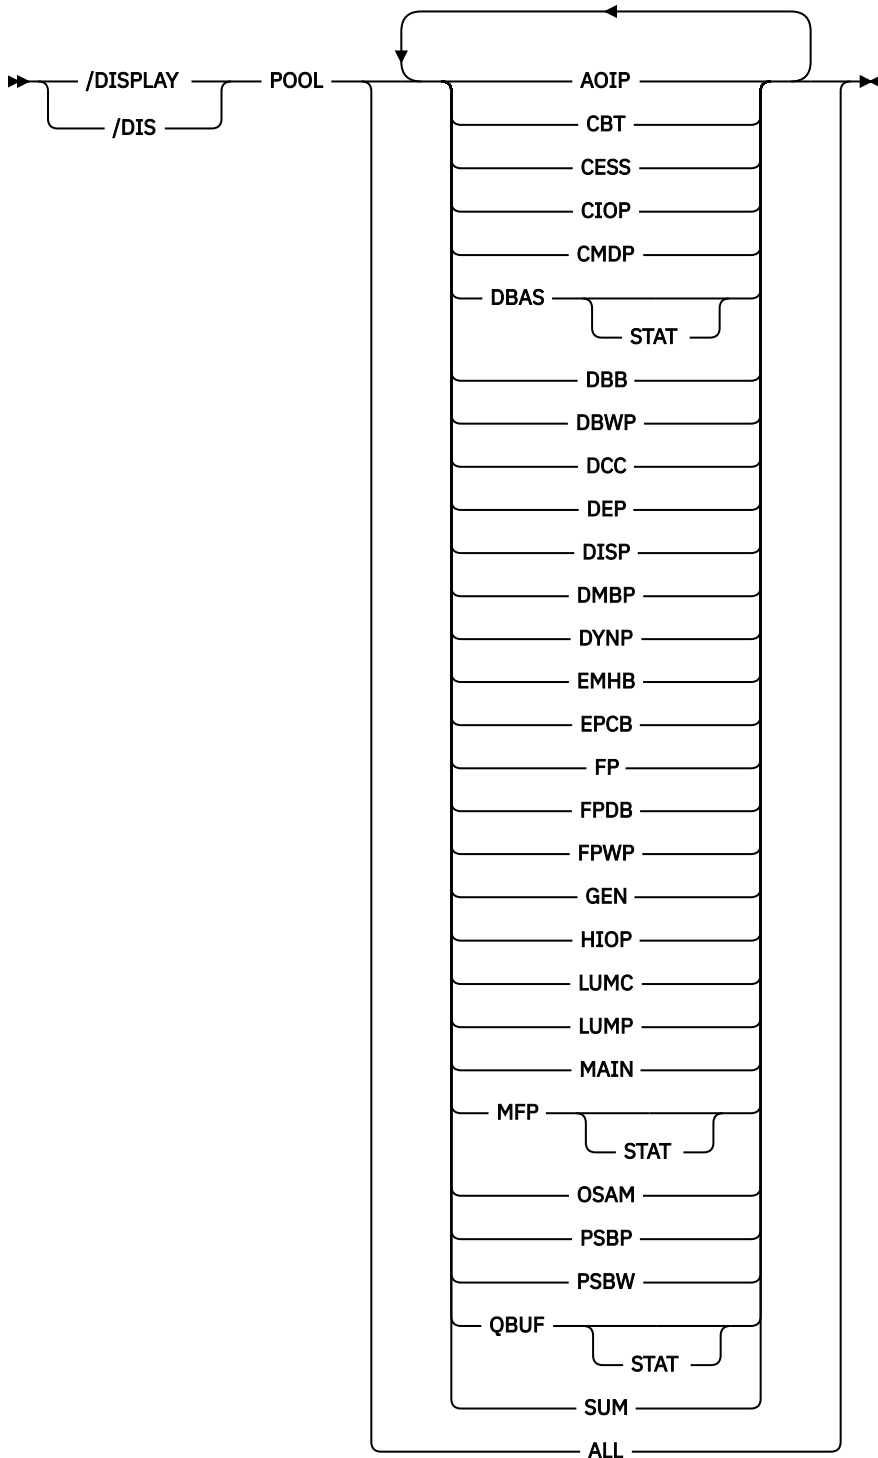 /DISPLAY POOL AOIP
/DIS
CBT
CESS
CIOP
CMDP
DBAS
STAT
DBB
DBWP
DCC
DEP
DISP
DMBP
DYNP
EMHB
EPCB
FP
FPDB
FPWP
GEN
HIOP
LUMC
LUMP
MAIN
MFP
STAT
OSAM
PSBP
PSBW
QBUF
STAT
SUM
ALL